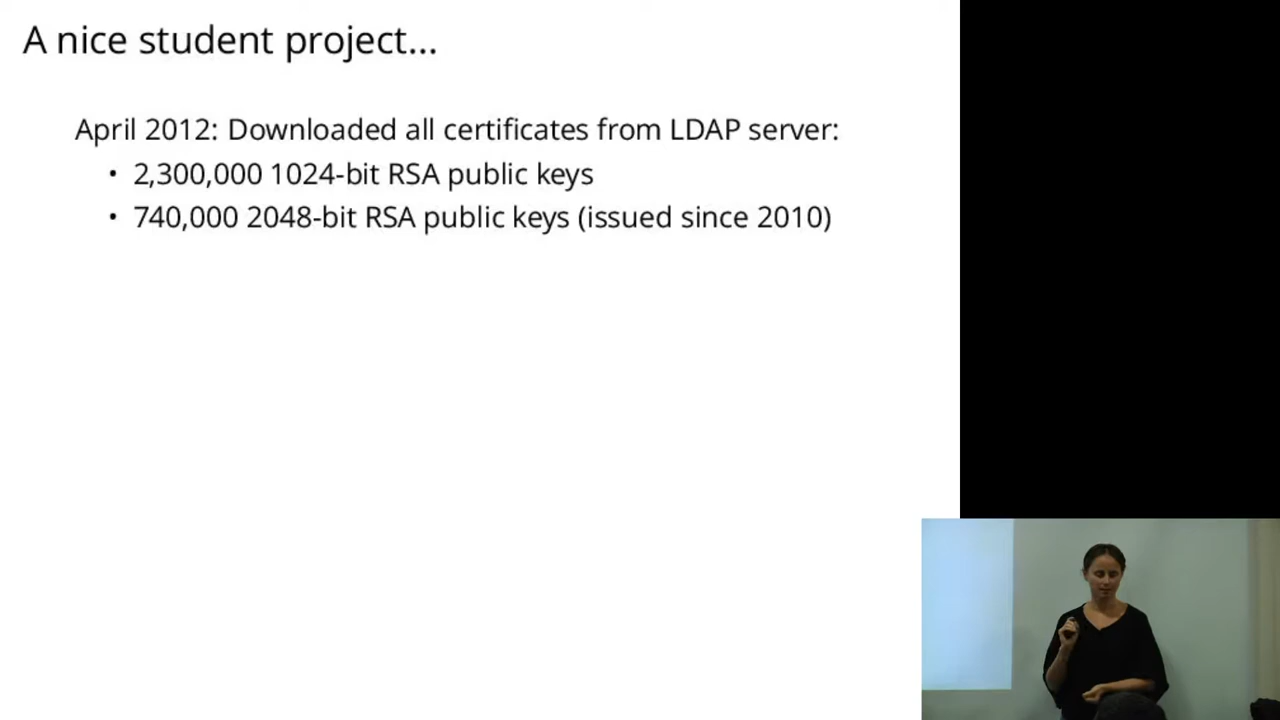 A nice student project...
April 2012: Downloaded all certificates from LDAP server:
• 2,300,000 1024-bit RSA public keys
• 740,000 2048-bit RSA public keys (issued since 2010)